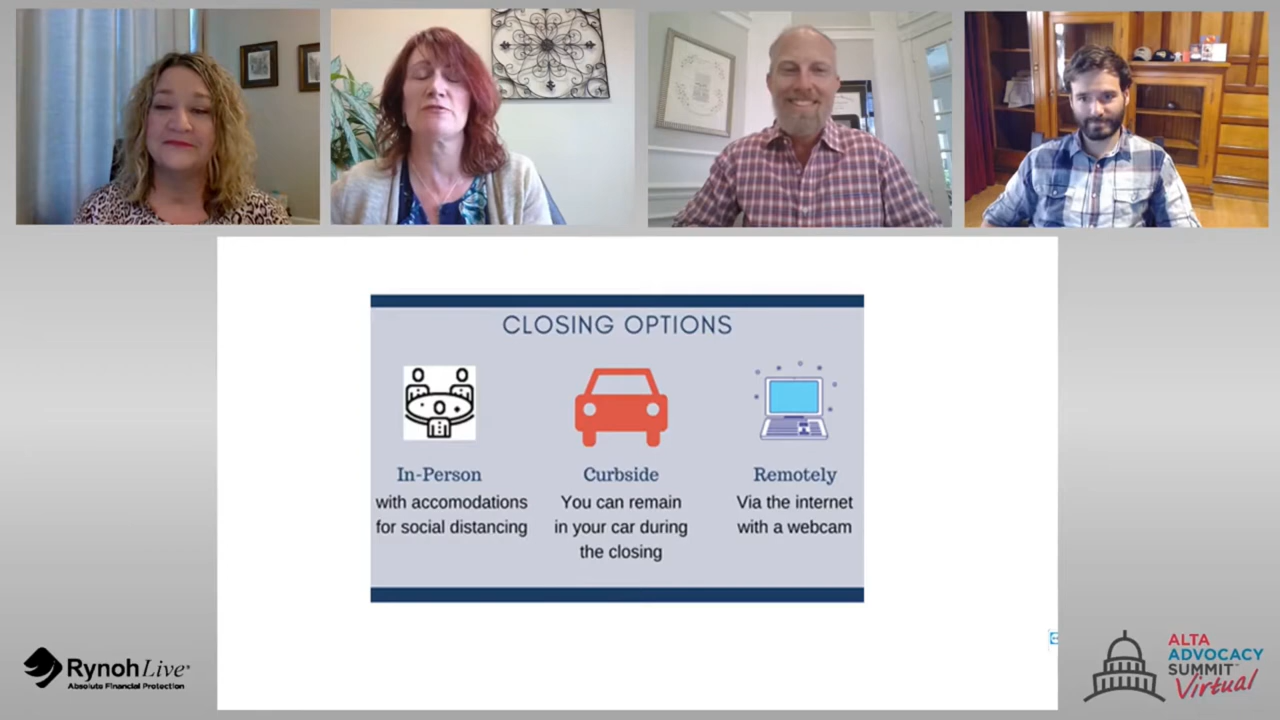 CLOSING OPTIONS
In-Person
with accomodations
for social distancing
Curbside
You can remain
in your car during
the closing
Remotely
Via the internet
with a webcam
RynohLive
Absolute Financial Protection
ALTA
ADVOCACY
SUMMIT
Virtual